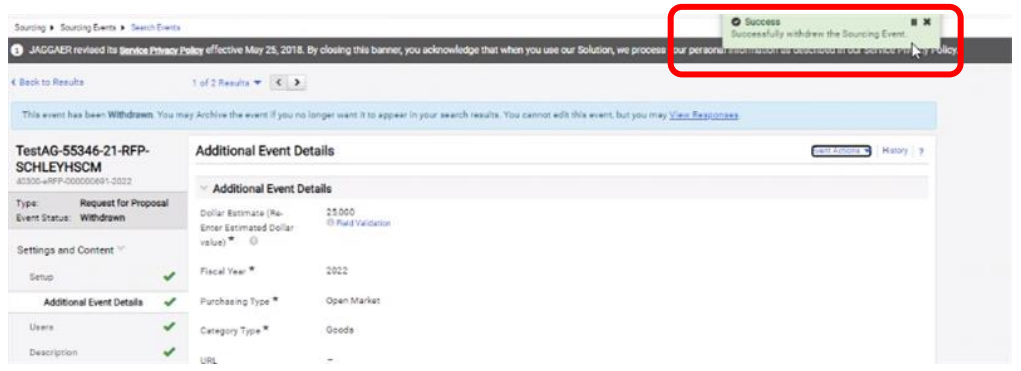 Sourcing ▸ Sourcing Events ▸ Search Events
Success
Successfully withdrew the Sourcing Event.
JAGGAER revised its Service Privacy Policy effective May 25, 2018. By closing this banner, you acknowledge that when you use our Solution, we process your personal information as described in our Service Privacy Policy.
Back to Results
1 of 2 Results
This event has been Withdrawn. You may Archive the event if you no longer want it to appear in your search results. You cannot edit this event, but you may View Responses
TestAG-55346-21-RFP-
SCHLEYHSCM
40300-eRFP-000000691-2022
Type: Request for Proposal
Event Status: Withdrawn
Settings and Content
Setup
Additional Event Details
Users
Description
Additional Event Details
Event Actions History ?
Additional Event Details
Dollar Estimate (Re-
Enter Estimated Dollar
value) *
25,000
Field Validation
Fiscal Year * 2022
Purchasing Type * Open Market
Category Type * Goods
URL –